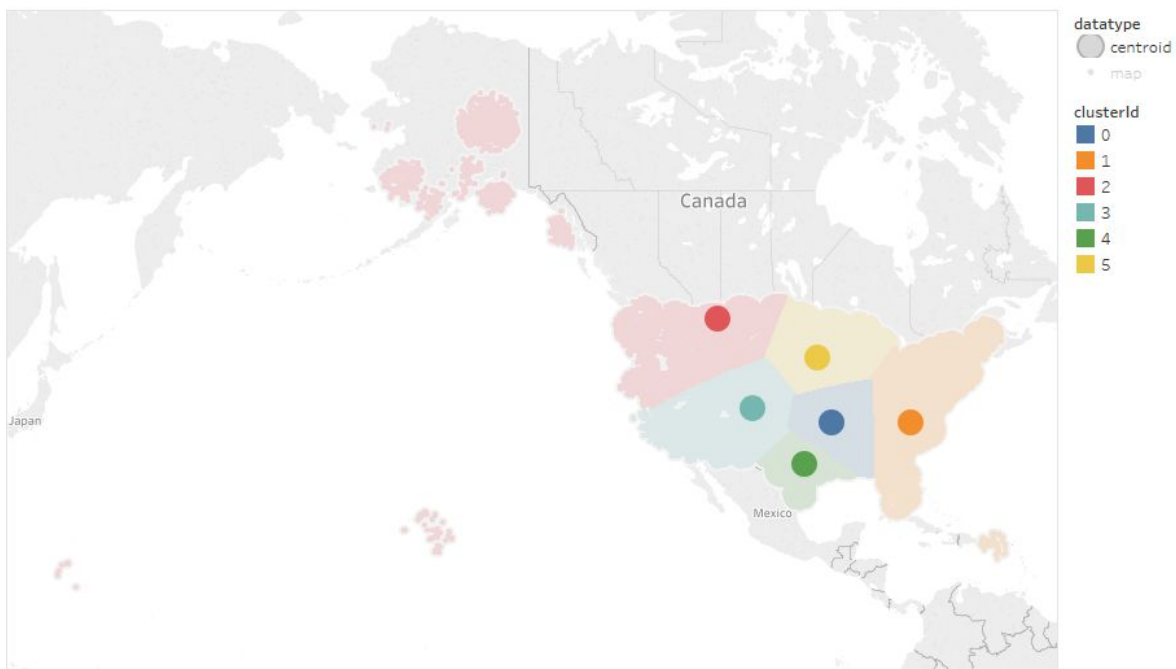 datatype
centroid
map
clusterId
0
1
2
3
4
5
Canada
Japan
Mexico